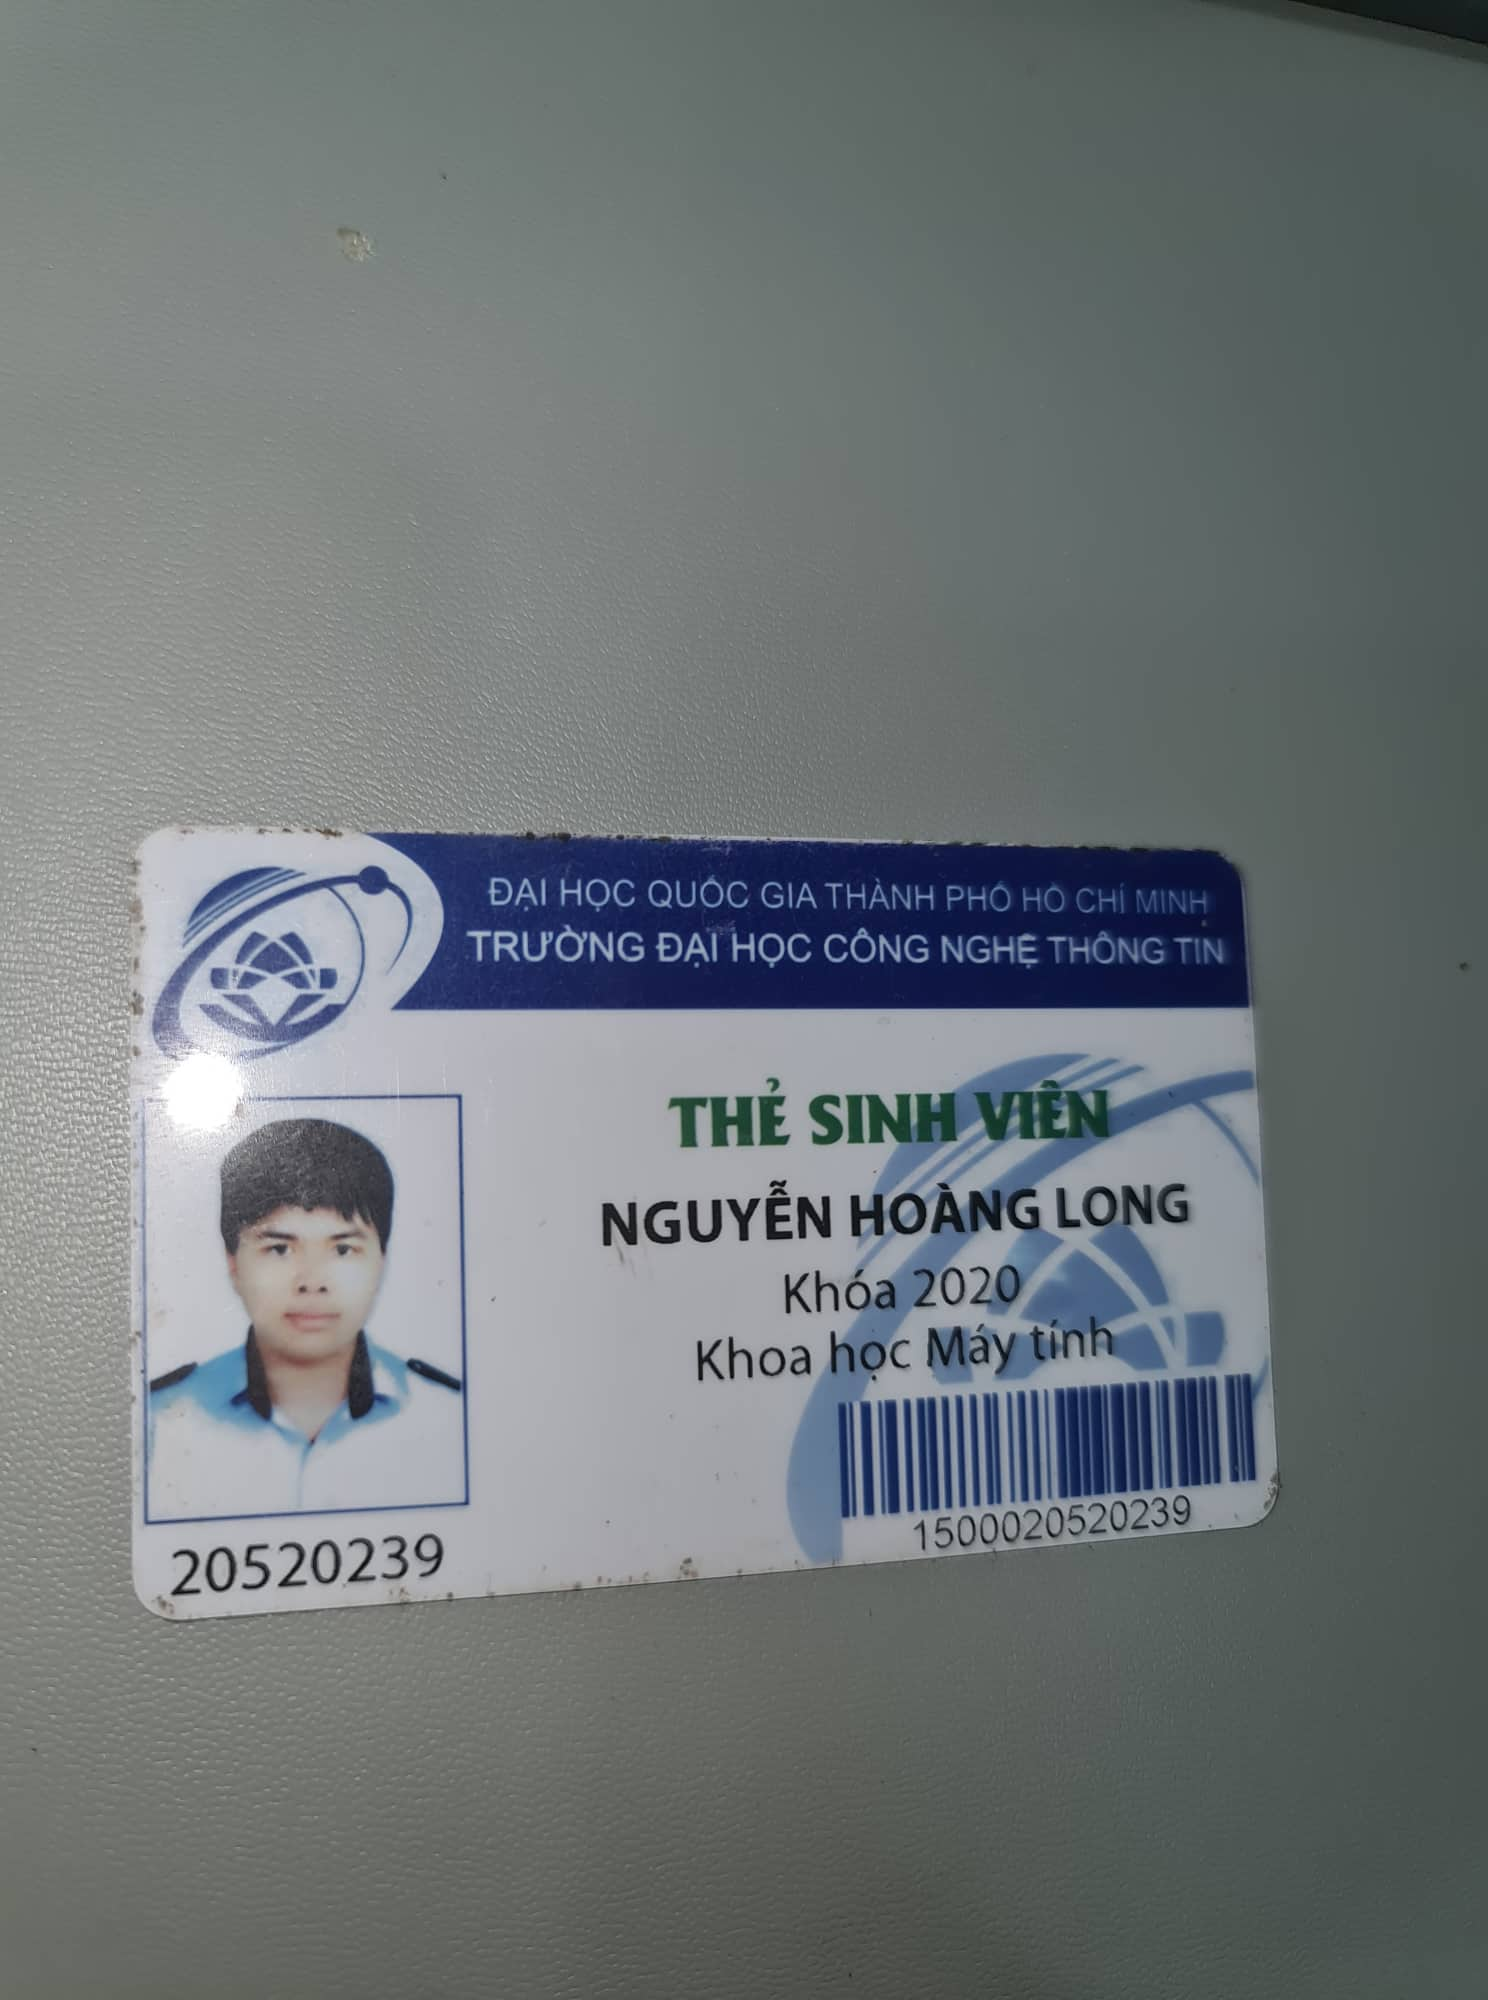 ĐẠI HỌC QUỐC GIA THÀNH PHỐ HỒ CHÍ MINH
TRƯỜNG ĐẠI HỌC CÔNG NGHỆ THÔNG TIN
THẺ SINH VIÊN
NGUYỄN HOÀNG LONG
Khóa 2020
Khoa học Máy tính
1500020520239
20520239